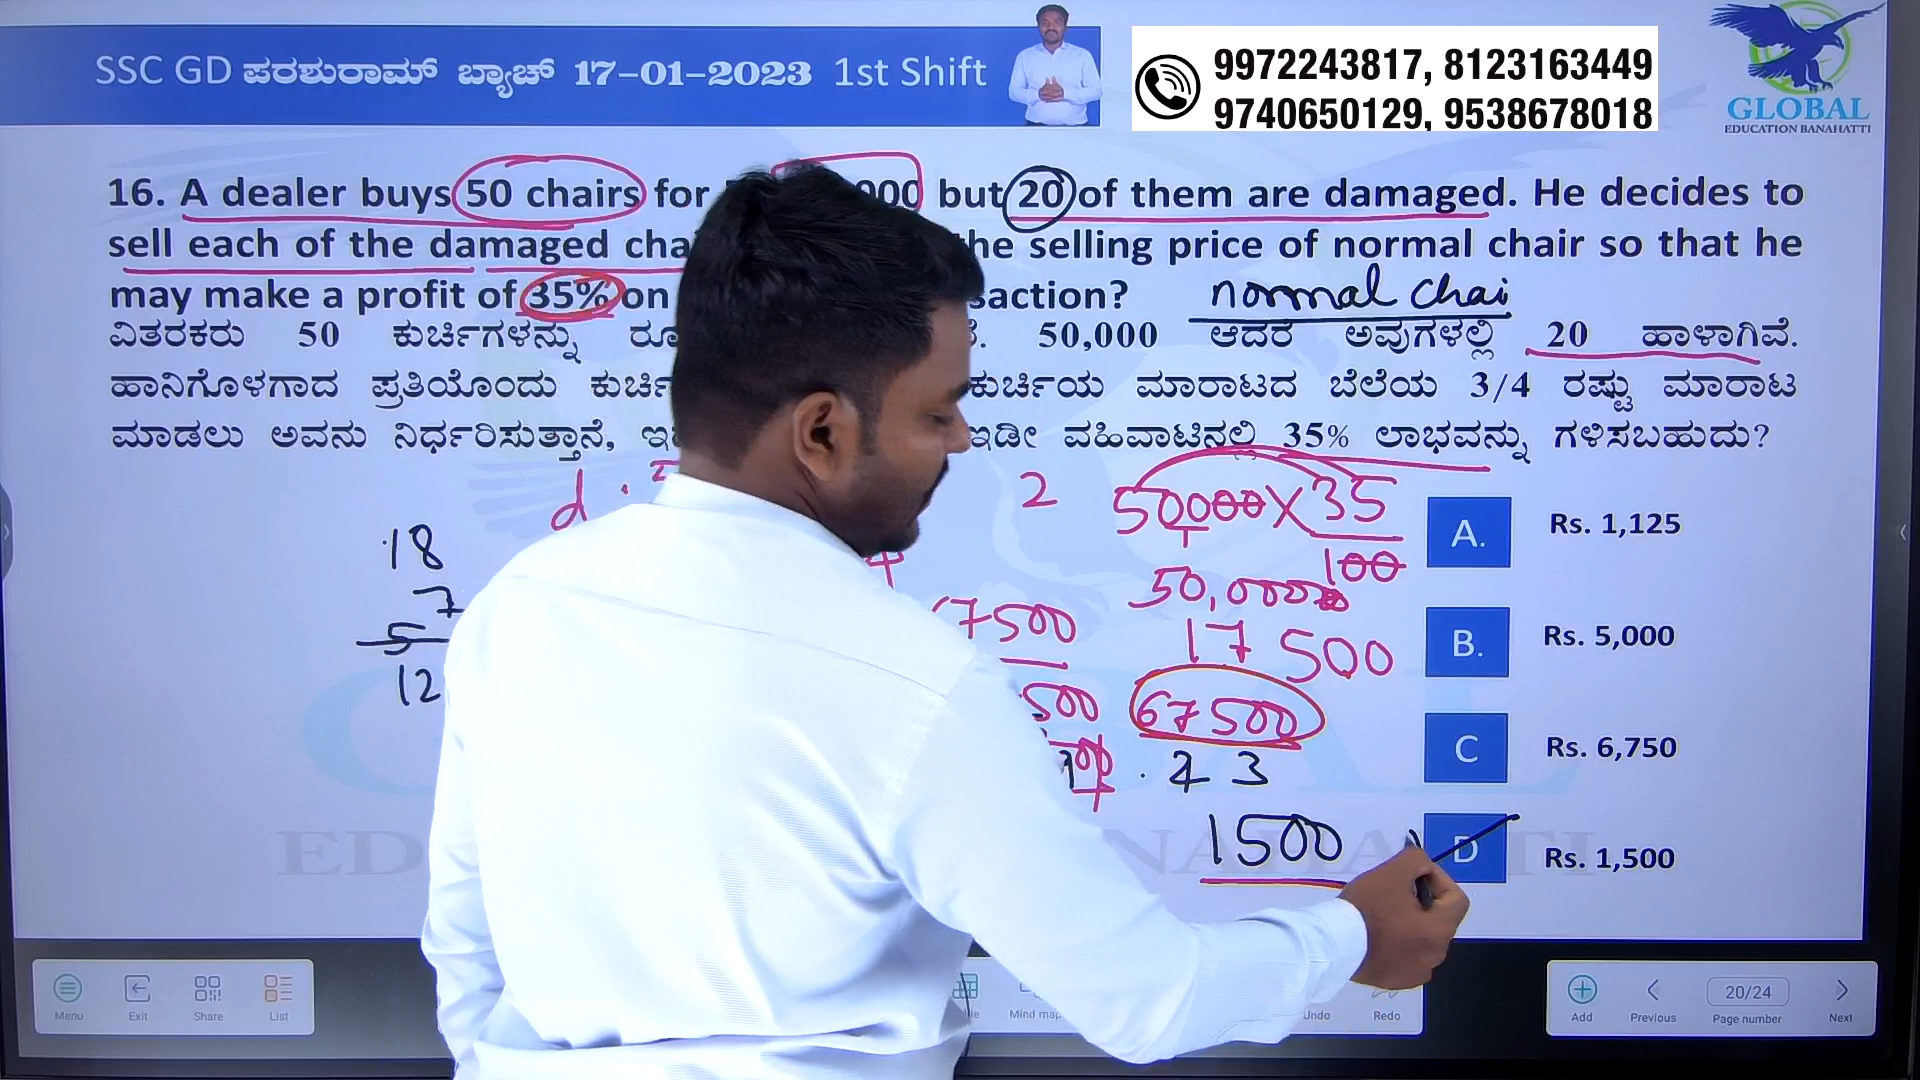 SSC GD ಪರಶುರಾಮ್ ಬ್ಯಾಚ್ 17-01-2023 1st Shift
9972243817, 8123163449
9740650129, 9538678018
GLOBAL
EDUCATION BANAHATTI
16. A dealer buys 50 chairs for 000 but 20 of them are damaged. He decides to
sell each of the damaged the selling price of normal chair so that he
may make a profit of 35% on saction?
normal chai
ವಿತರಕರು 50 ಕುರ್ಚಿಗಳನ್ನು 50,000 ಆದರೆ ಅವುಗಳಲ್ಲಿ 20 ಹಾಳಾಗಿವೆ.
ಹಾನಿಗೊಳಗಾದ ಪ್ರತಿಯೊಂದು ಕುರ್ಚಿಯ ಮಾರಾಟದ ಬೆಲೆಯ 3/4 ರಷ್ಟು ಮಾರಾಟ
ಮಾಡಲು ಅವನು ನಿರ್ಧರಿಸುತ್ತಾನೆ, ಇಡೀ ವಹಿವಾಟಿನಲ್ಲಿ 35% ಲಾಭವನ್ನು ಗಳಿಸಬಹುದು?
d 2 50000×35
100
18
7
5
12
50,000
7500 17500
500 67500
23
1500
A. Rs. 1,125
B. Rs. 5,000
C Rs. 6,750
D Rs. 1,500
Menu Exit Share List Mind map Undo Redo Add Previous 20/24 Page number Next